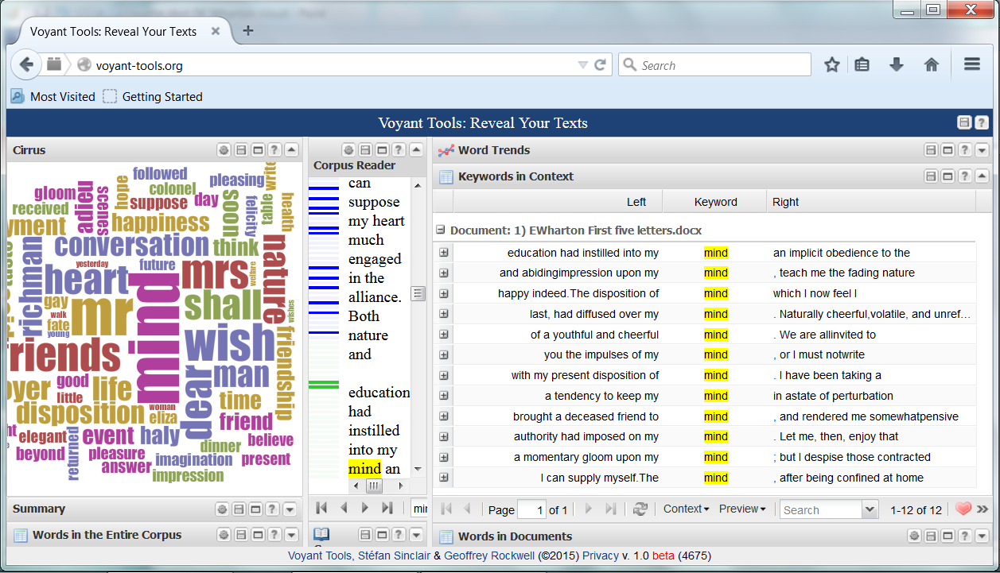 Voyant Tools: Reveal Your Texts
voyant-tools.org
Search
Most Visited
Getting Started
Voyant Tools: Reveal Your Texts
Cirrus
followed
pleasing
write
gloom
adieu
scenes
hope
colonel
received
suppose
day
soon
felicity
table
health
yment
happiness
conversation
think
nature
richman
yesterday
future
heart
mrs
welfare
gay
walk
mr
mind
shall
wishes
fate
young
wish
friends
friendship
good
man
oyer
little
life
dear
time
disposition
woman
eliza
friend
ht
elegant
event
haly
believe
beyond
returned
pleasure
dinner
answer
imagination
present
impression
Summary
Words in the Entire Corpus
Corpus Reader
can
suppose
my heart
much
engaged
in the
alliance.
Both
nature
and
education
had
instilled
into my
mind an
min
Word Trends
Keywords in Context
Left Keyword Right
Document: 1) EWharton First five letters.docx
education had instilled into my mind an implicit obedience to the
and abidingimpression upon my mind , teach me the fading nature
happy indeed.The disposition of mind which I now feel I
last, had diffused over my mind . Naturally cheerful,volatile, and unref...
of a youthful and cheerful mind . We are allinvited to
you the impulses of my mind , or I must notwrite
with my present disposition of mind . I have been taking a
a tendency to keep my mind in astate of perturbation
brought a deceased friend to mind , and rendered me somewhatpensive
authority had imposed on my mind . Let me, then, enjoy that
a momentary gloom upon my mind ; but I despise those contracted
I can supply myself.The mind , after being confined at home
Page 1 of 1 Context Preview Search 1-12 of 12
Words in Documents
Voyant Tools, Stéfan Sinclair & Geoffrey Rockwell (©2015) Privacy v. 1.0 beta (4675)